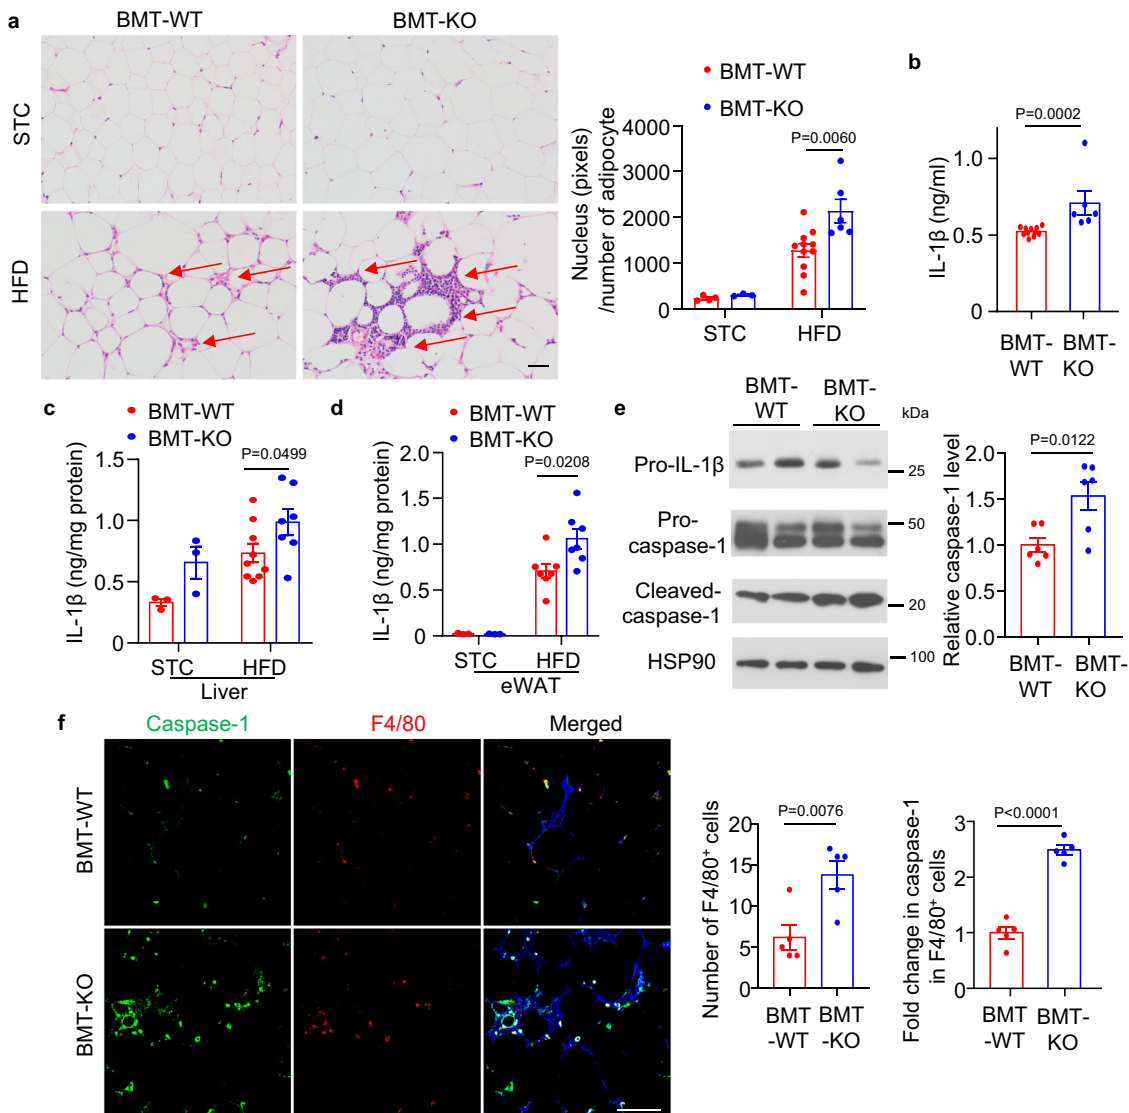 a
BMT-WT
BMT-KO
STC
HFD
BMT-WT
BMT-KO
P=0.0060
Nucleus (pixels)
/number of adipocyte
4000
3000
2000
1000
0
STC
HFD
b
P=0.0002
IL-1β (ng/ml)
1.0
0.5
0
BMT-
WT
BMT-
KO
c
BMT-WT
BMT-KO
P=0.0499
IL-1β (ng/mg protein)
1.5
1.0
0.5
0
STC
HFD
Liver
d
BMT-WT
BMT-KO
P=0.0208
IL-1β (ng/mg protein)
2.0
1.5
1.0
0.5
0
STC
HFD
eWAT
e
BMT-
WT
BMT-
KO
kDa
Pro-IL-1β
25
Pro-
caspase-1
50
Cleaved-
caspase-1
20
HSP90
100
P=0.0122
Relative caspase-1 level
2.0
1.5
1.0
0.5
0.0
BMT-
WT
BMT-
KO
f
Caspase-1
F4/80
Merged
BMT-WT
BMT-KO
P=0.0076
Number of F4/80⁺ cells
20
15
10
5
0
BMT
-WT
BMT
-KO
P<0.0001
Fold change in caspase-1
in F4/80⁺ cells
3
2
1
0
BMT
-WT
BMT-
KO